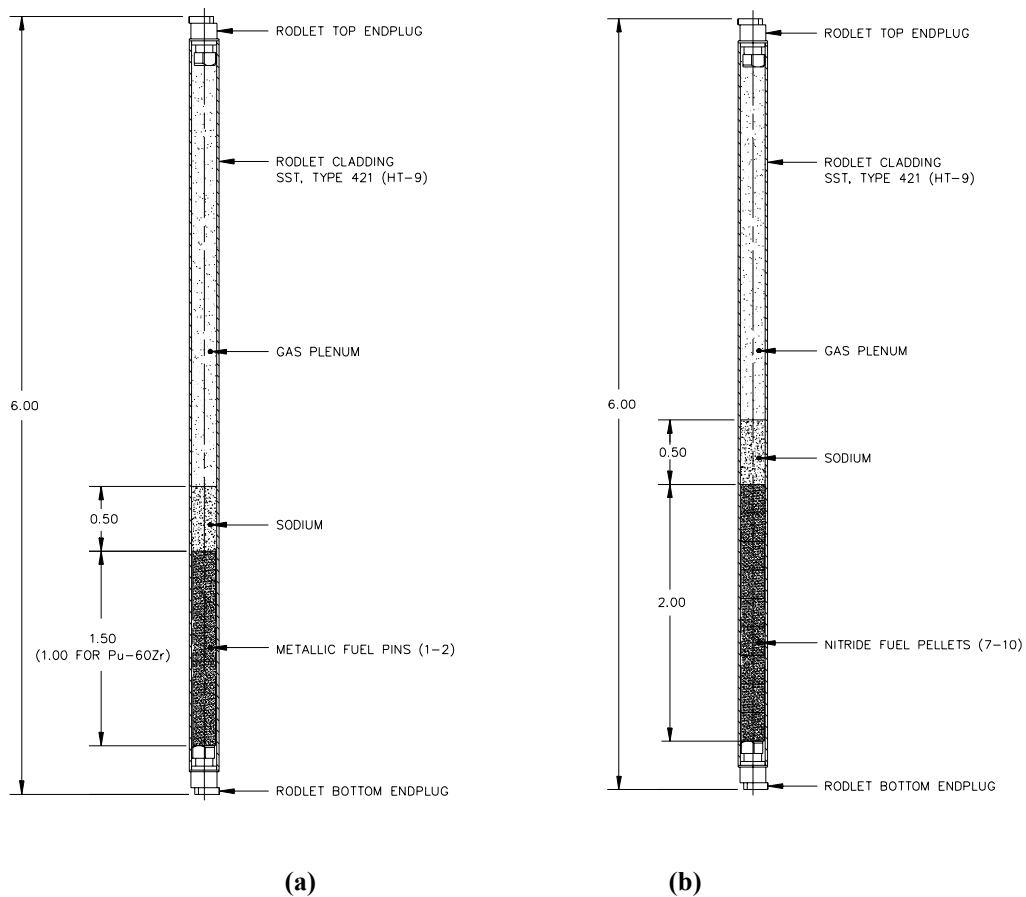 RODLET TOP ENDPLUG
RODLET CLADDING
SST, TYPE 421 (HT-9)
GAS PLENUM
6.00
0.50
SODIUM
1.50
(1.00 FOR Pu-60Zr)
METALLIC FUEL PINS (1-2)
RODLET BOTTOM ENDPLUG
(a)
RODLET TOP ENDPLUG
RODLET CLADDING
SST, TYPE 421 (HT-9)
GAS PLENUM
6.00
0.50
SODIUM
2.00
NITRIDE FUEL PELLETS (7-10)
RODLET BOTTOM ENDPLUG
(b)